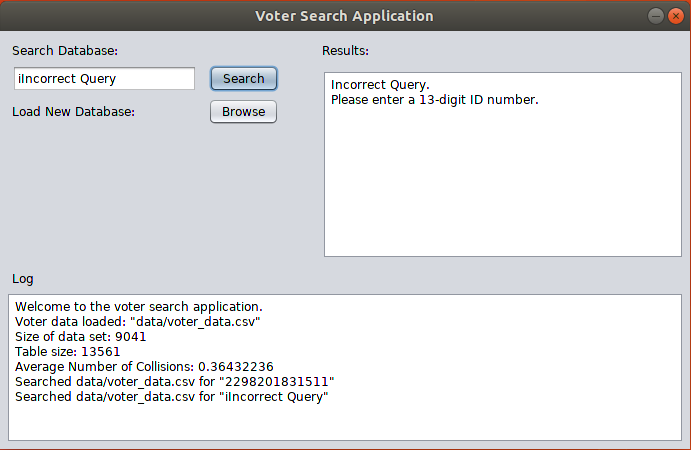 Voter Search Application
Search Database:
iIncorrect Query
Search
Load New Database:
Browse
Results:
Incorrect Query.
Please enter a 13-digit ID number.
Log
Welcome to the voter search application.
Voter data loaded: "data/voter_data.csv"
Size of data set: 9041
Table size: 13561
Average Number of Collisions: 0.36432236
Searched data/voter_data.csv for "2298201831511"
Searched data/voter_data.csv for "iIncorrect Query"